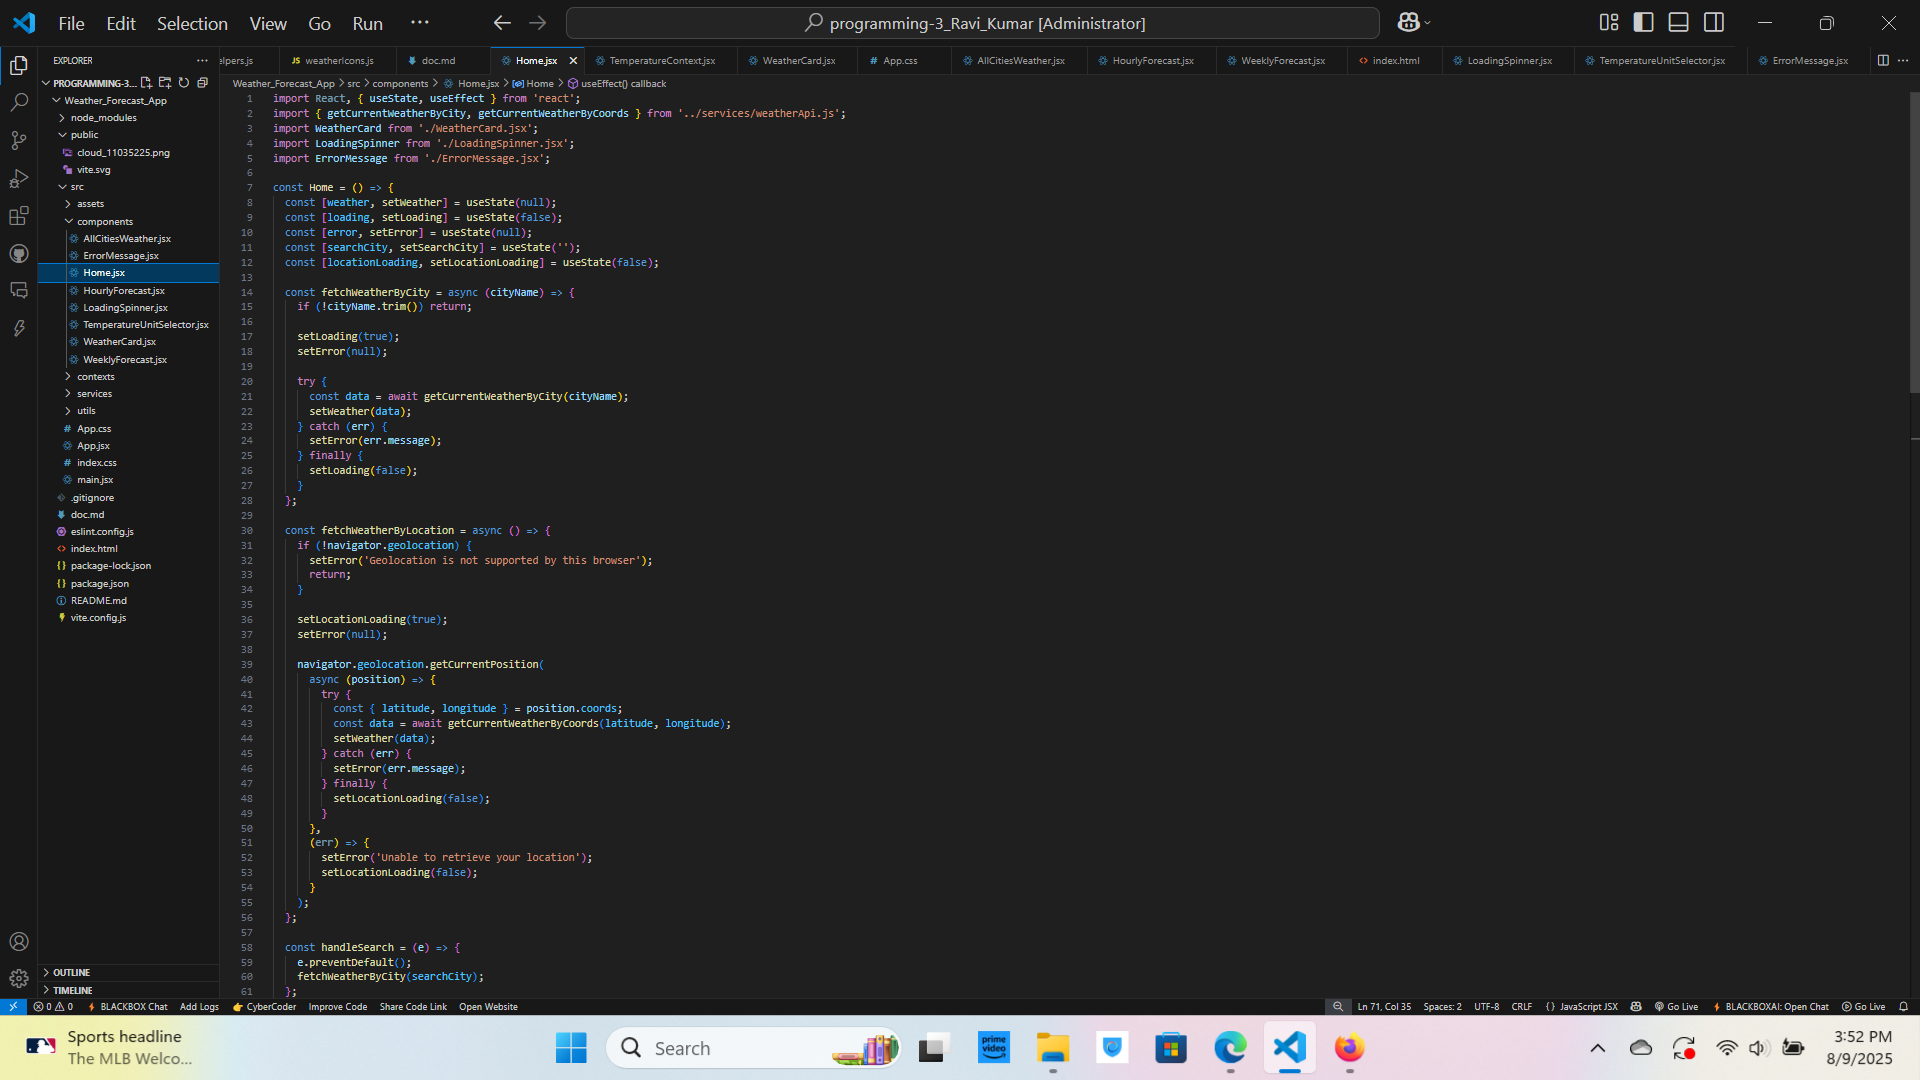 File Edit Selection View Go Run ···
programming-3_Ravi_Kumar [Administrator]
EXPLORER
PROGRAMMING-3...
Weather_Forecast_App
node_modules
public
cloud_11035225.png
vite.svg
src
assets
components
AllCitiesWeather.jsx
ErrorMessage.jsx
Home.jsx
HourlyForecast.jsx
LoadingSpinner.jsx
TemperatureUnitSelector.jsx
WeatherCard.jsx
WeeklyForecast.jsx
contexts
services
utils
App.css
App.jsx
index.css
main.jsx
.gitignore
doc.md
eslint.config.js
index.html
package-lock.json
package.json
README.md
vite.config.js
OUTLINE
TIMELINE
elpers.js
weatherIcons.js
doc.md
Home.jsx
TemperatureContext.jsx
WeatherCard.jsx
App.css
AllCitiesWeather.jsx
HourlyForecast.jsx
WeeklyForecast.jsx
index.html
LoadingSpinner.jsx
TemperatureUnitSelector.jsx
ErrorMessage.jsx
Weather_Forecast_App > src > components > Home.jsx > Home > useEffect() callback
1 import React, { useState, useEffect } from 'react';
2 import { getCurrentWeatherByCity, getCurrentWeatherByCoords } from '../services/weatherApi.js';
3 import WeatherCard from './WeatherCard.jsx';
4 import LoadingSpinner from './LoadingSpinner.jsx';
5 import ErrorMessage from './ErrorMessage.jsx';
6
7 const Home = () => {
8 const [weather, setWeather] = useState(null);
9 const [loading, setLoading] = useState(false);
10 const [error, setError] = useState(null);
11 const [searchCity, setSearchCity] = useState('');
12 const [locationLoading, setLocationLoading] = useState(false);
13
14 const fetchWeatherByCity = async (cityName) => {
15 if (!cityName.trim()) return;
16
17 setLoading(true);
18 setError(null);
19
20 try {
21 const data = await getCurrentWeatherByCity(cityName);
22 setWeather(data);
23 } catch (err) {
24 setError(err.message);
25 } finally {
26 setLoading(false);
27 }
28 };
29
30 const fetchWeatherByLocation = async () => {
31 if (!navigator.geolocation) {
32 setError('Geolocation is not supported by this browser');
33 return;
34 }
35
36 setLocationLoading(true);
37 setError(null);
38
39 navigator.geolocation.getCurrentPosition(
40 async (position) => {
41 try {
42 const { latitude, longitude } = position.coords;
43 const data = await getCurrentWeatherByCoords(latitude, longitude);
44 setWeather(data);
45 } catch (err) {
46 setError(err.message);
47 } finally {
48 setLocationLoading(false);
49 }
50 },
51 (err) => {
52 setError('Unable to retrieve your location');
53 setLocationLoading(false);
54 }
55 );
56 };
57
58 const handleSearch = (e) => {
59 e.preventDefault();
60 fetchWeatherByCity(searchCity);
61 };
0 0 BLACKBOX Chat Add Logs CyberCoder Improve Code Share Code Link Open Website
Ln 71, Col 35 Spaces: 2 UTF-8 CRLF {} JavaScript JSX Go Live BLACKBOXAI: Open Chat Go Live
Sports headline
The MLB Welco...
Search
prime video
3:52 PM
8/9/2025